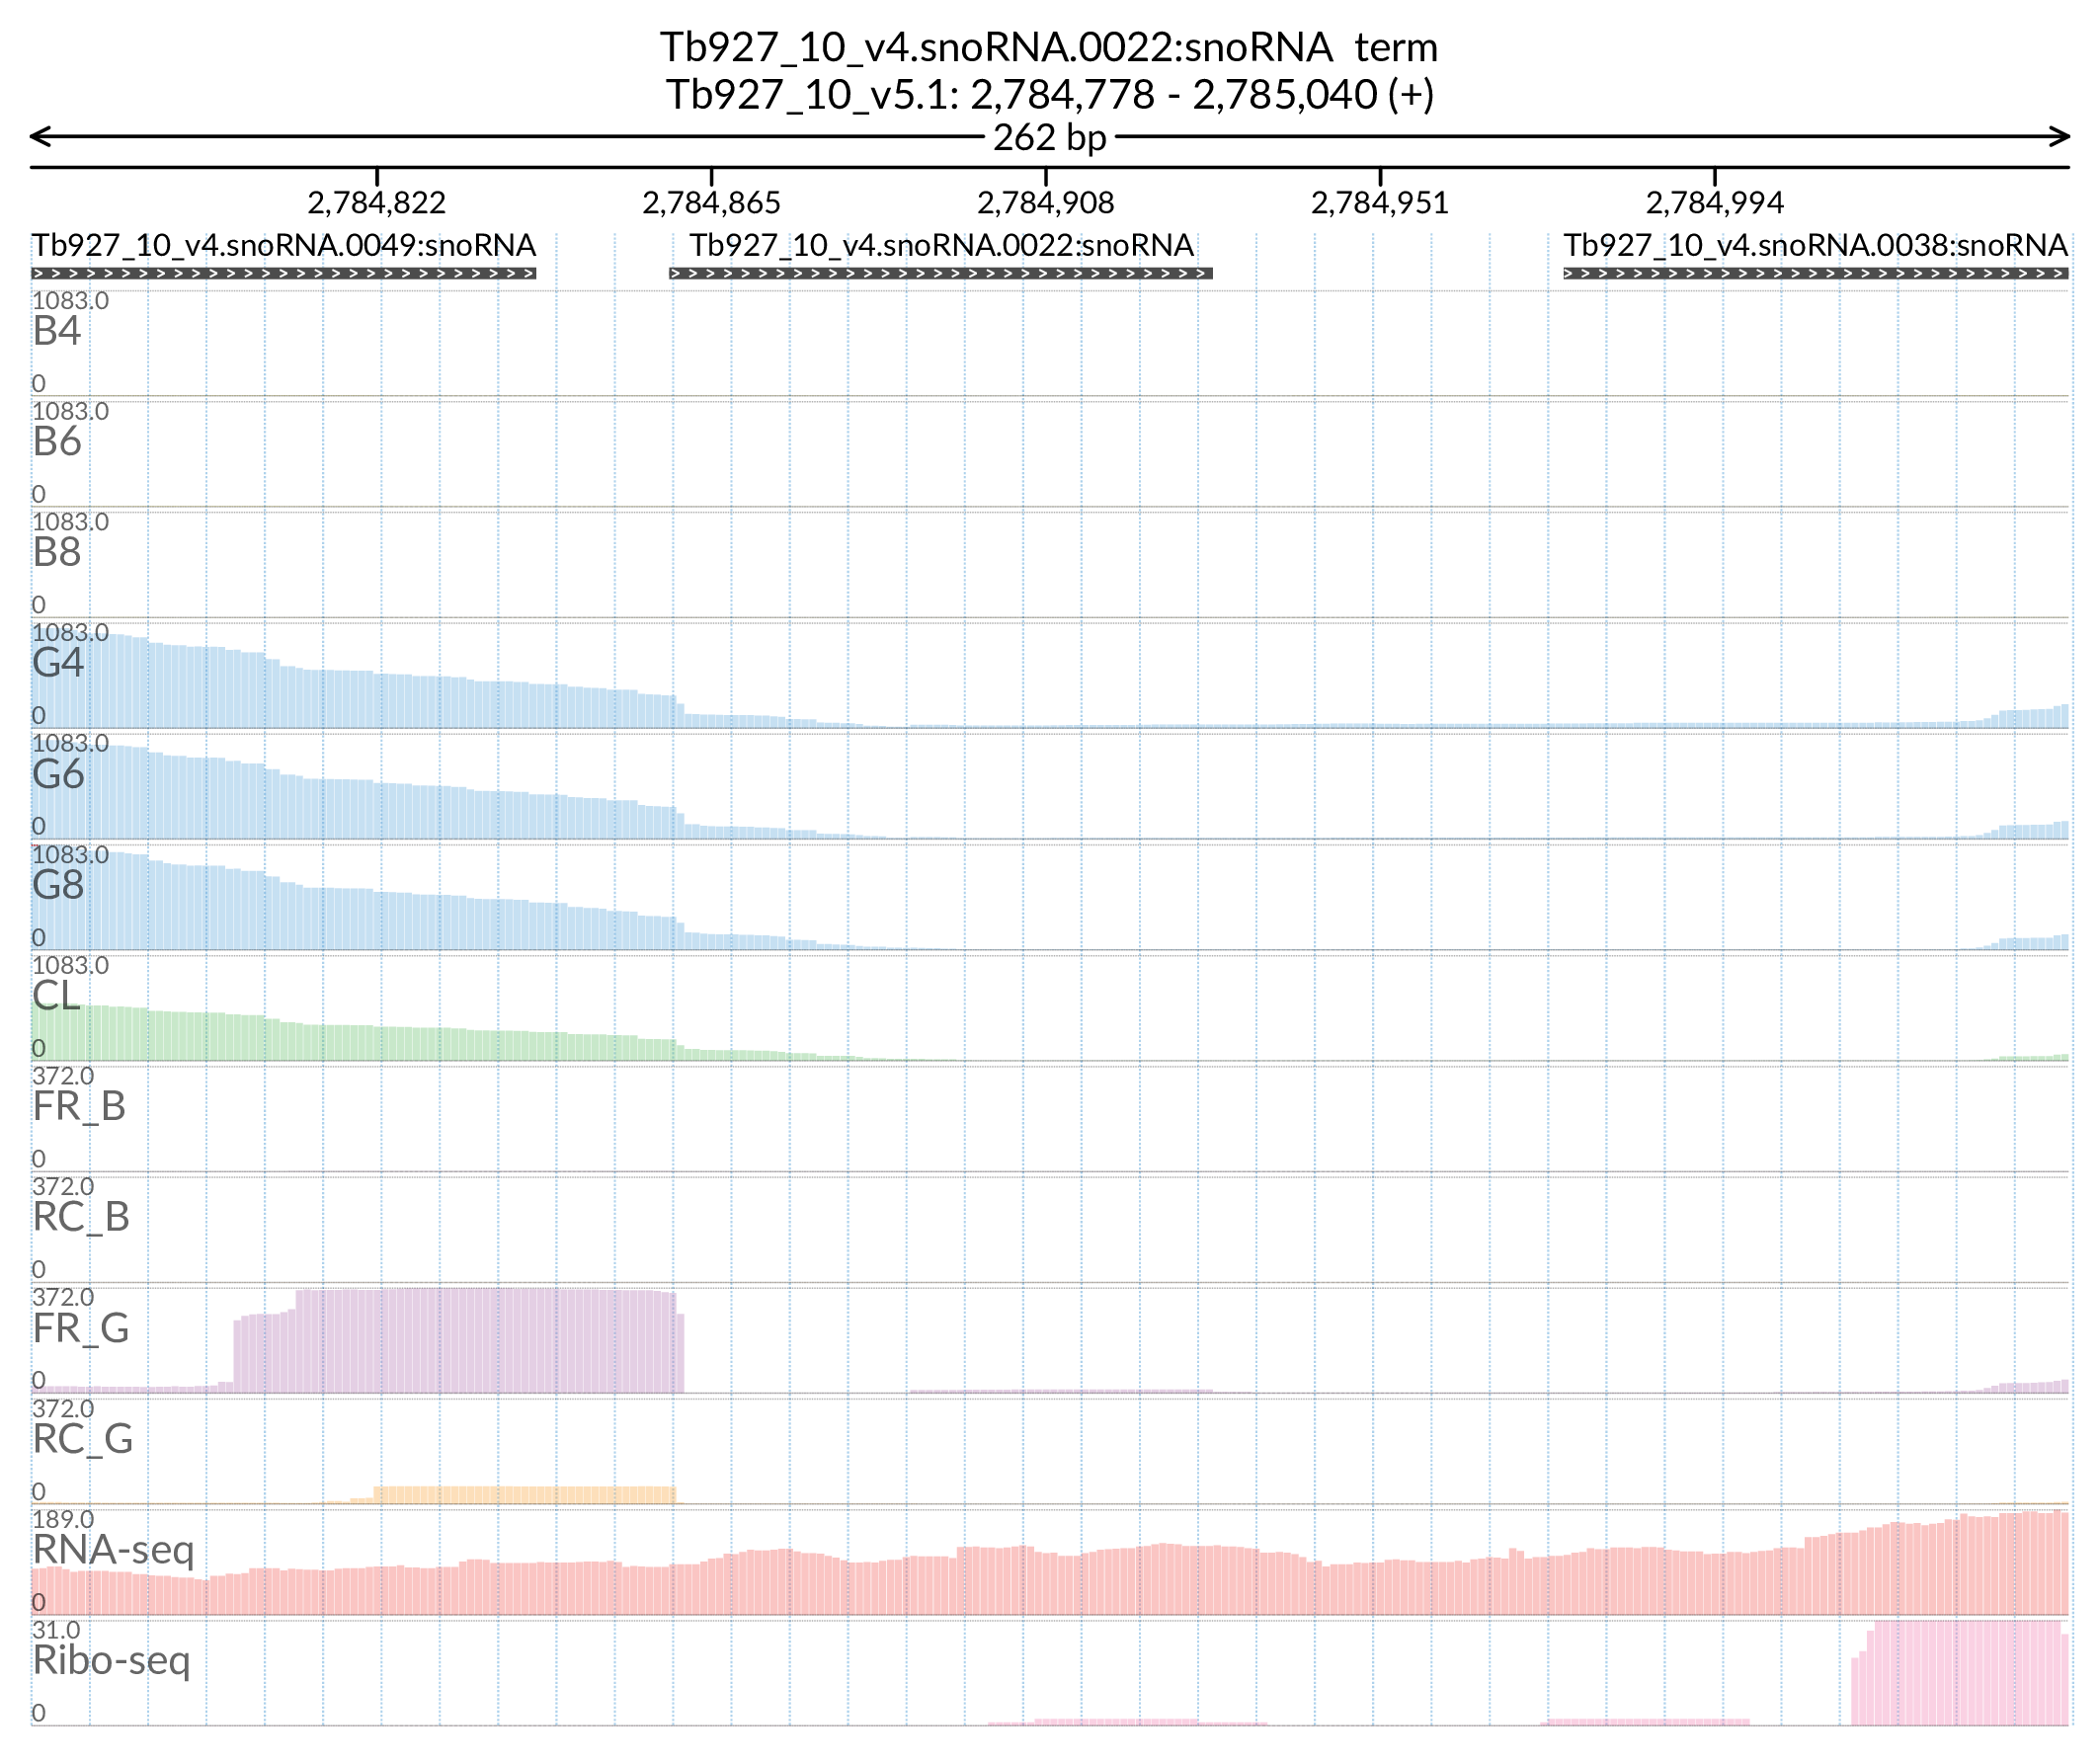 Tb927_10_v4.snoRNA.0022:snoRNA term
Tb927_10_v5.1: 2,784,778 - 2,785,040 (+)
262 bp
2,784,822 2,784,865 2,784,908 2,784,951 2,784,994
Tb927_10_v4.snoRNA.0049:snoRNA Tb927_10_v4.snoRNA.0022:snoRNA Tb927_10_v4.snoRNA.0038:snoRNA
1083.0
B4
0
1083.0
B6
0
1083.0
B8
0
1083.0
G4
0
1083.0
G6
0
1083.0
G8
0
1083.0
CL
0
372.0
FR_B
0
372.0
RC_B
0
372.0
FR_G
0
372.0
RC_G
0
189.0
RNA-seq
0
31.0
Ribo-seq
0